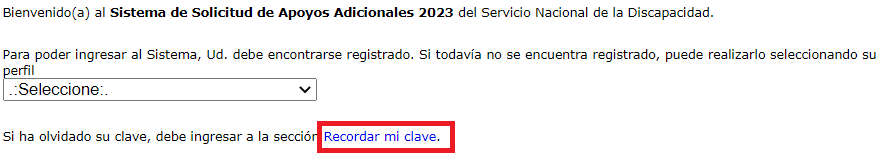 Bienvenido(a) al Sistema de Solicitud de Apoyos Adicionales 2023 del Servicio Nacional de la Discapacidad.
Para poder ingresar al Sistema, Ud. debe encontrarse registrado. Si todavía no se encuentra registrado, puede realizarlo seleccionando su
perfil
.:Seleccione:.
Si ha olvidado su clave, debe ingresar a la sección Recordar mi clave.